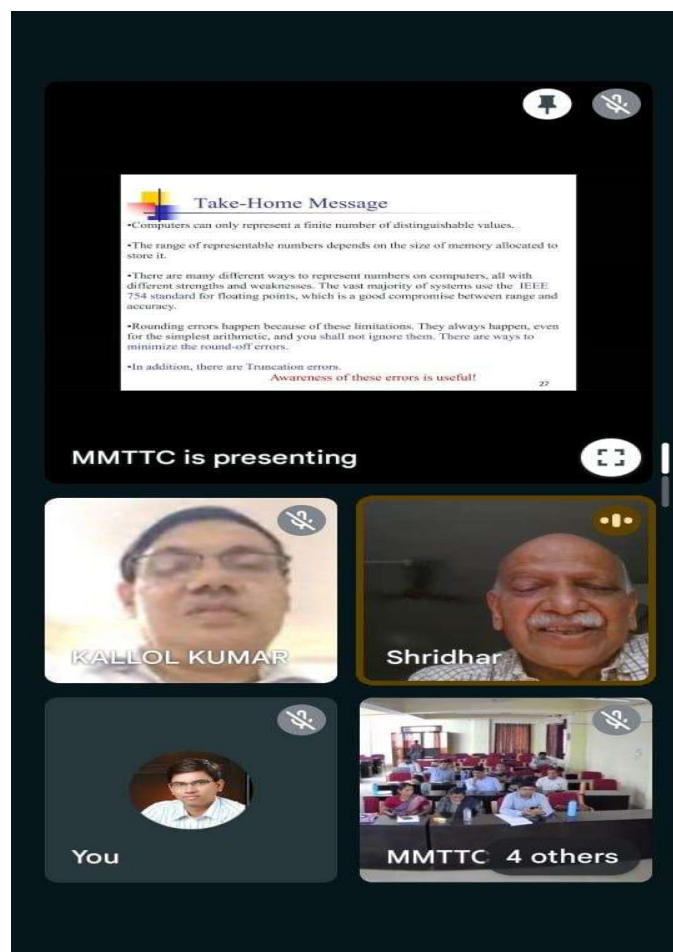 Take-Home Message
•Computers can only represent a finite number of distinguishable values.
•The range of representable numbers depends on the size of memory allocated to
store it.
•There are many different ways to represent numbers on computers, all with
different strengths and weaknesses. The vast majority of systems use the IEEE
754 standard for floating points, which is a good compromise between range and
accuracy.
•Rounding errors happen because of these limitations. They always happen, even
for the simplest arithmetic, and you shall not ignore them. There are ways to
minimize the round-off errors.
•In addition, there are Truncation errors.
Awareness of these errors is useful!
27
MMTTC is presenting
KALLOL KUMAR
Shridhar
You
MMTTC 4 others